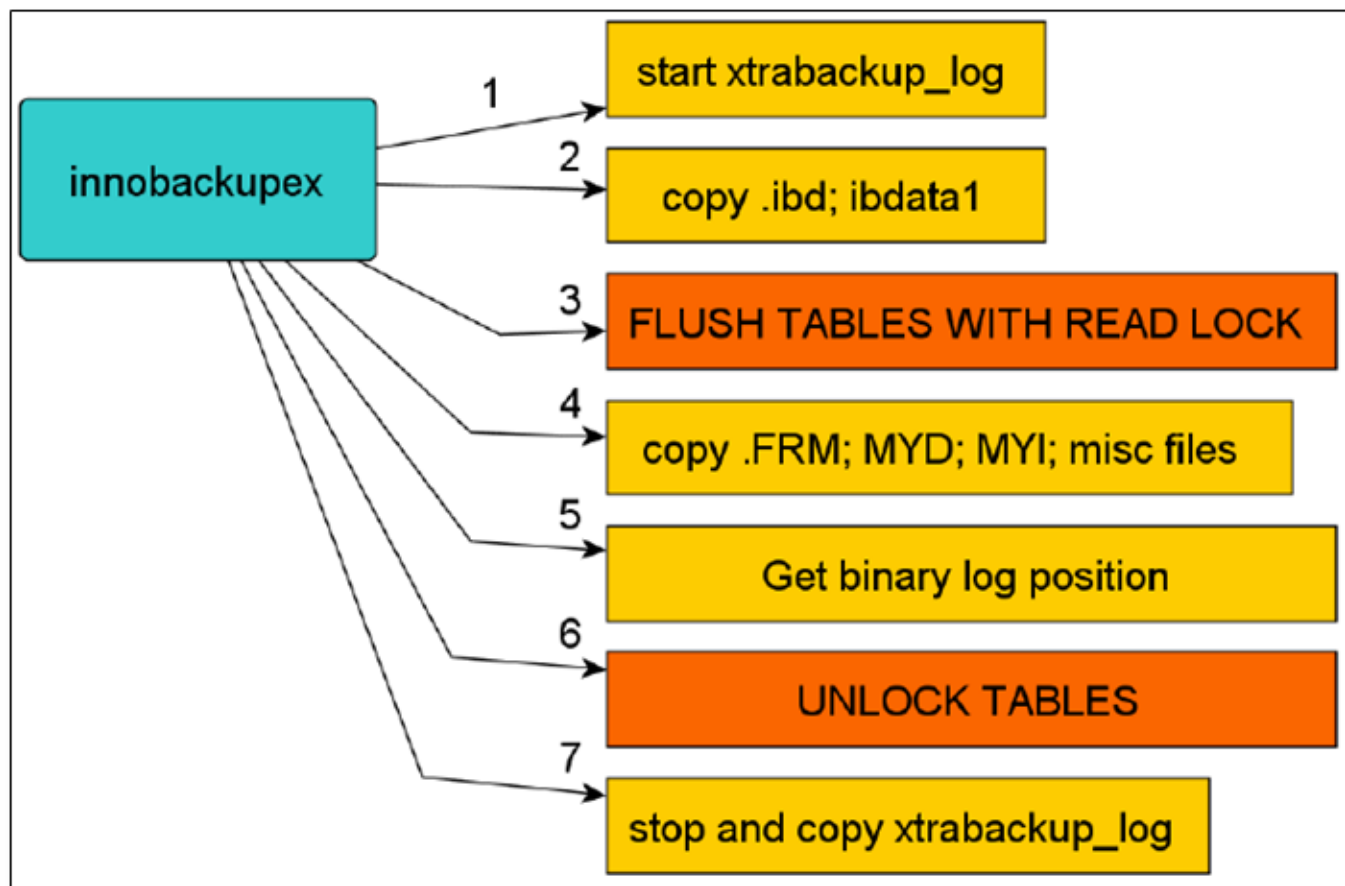 innobackupex
1
start xtrabackup_log
2
copy .ibd; ibdata1
3
FLUSH TABLES WITH READ LOCK
4
copy .FRM; MYD; MYI; misc files
5
Get binary log position
6
UNLOCK TABLES
7
stop and copy xtrabackup_log